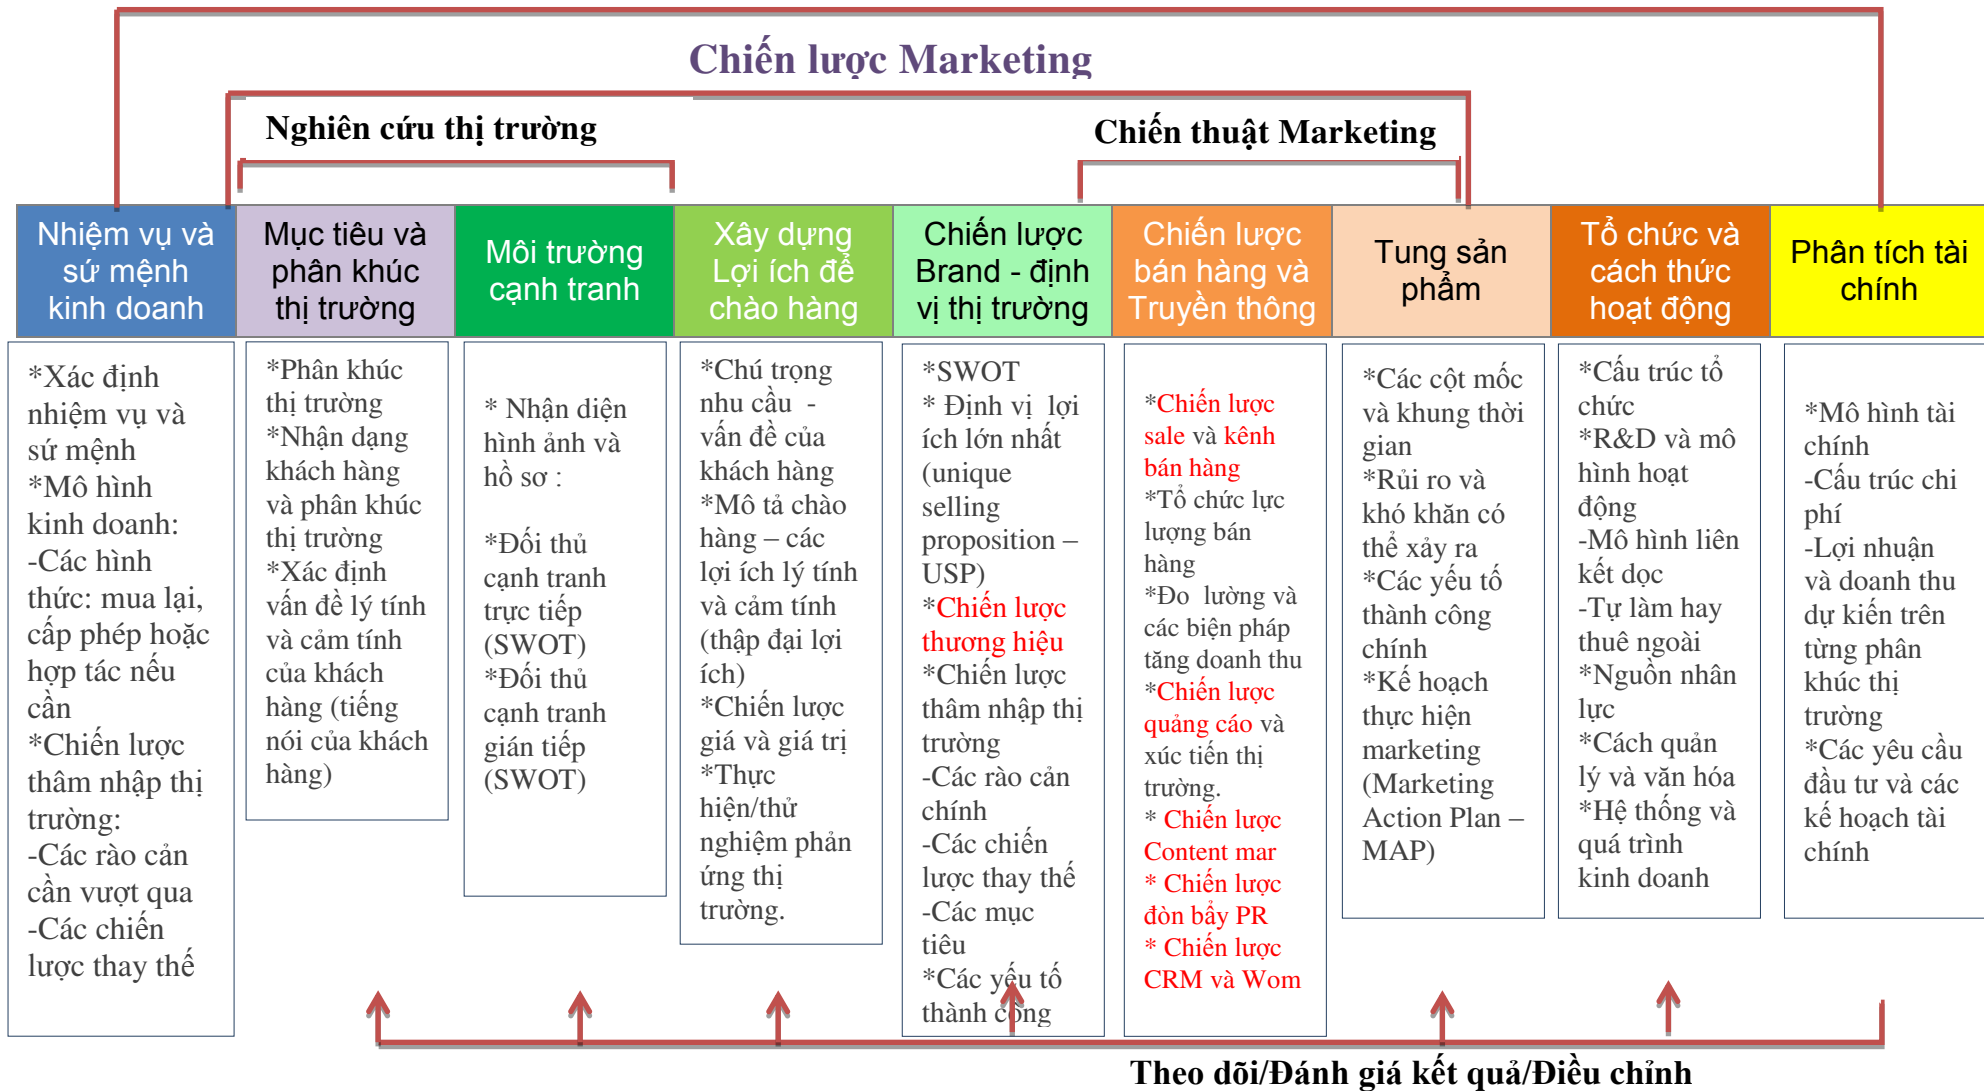 Chiến lược Marketing
Nghiên cứu thị trường
Chiến thuật Marketing
Nhiệm vụ và
sứ mệnh
kinh doanh
Mục tiêu và
phân khúc
thị trường
Môi trường
cạnh tranh
Xây dựng
Lợi ích để
chào hàng
Chiến lược
Brand - định
vị thị trường
Chiến lược
bán hàng và
Truyền thông
Tung sản
phẩm
Tổ chức và
cách thức
hoạt động
Phân tích tài
chính
*Xác định
nhiệm vụ và
sứ mệnh
*Mô hình
kinh doanh:
-Các hình
thức: mua lại,
cấp phép hoặc
hợp tác nếu
cần
*Chiến lược
thâm nhập thị
trường:
-Các rào cản
cần vượt qua
-Các chiến
lược thay thế
*Phân khúc
thị trường
*Nhận dạng
khách hàng
và phân khúc
thị trường
*Xác định
vấn đề lý tính
và cảm tính
của khách
hàng (tiếng
nói của khách
hàng)
* Nhận diện
hình ảnh và
hồ sơ :
*Đối thủ
cạnh tranh
trực tiếp
(SWOT)
*Đối thủ
cạnh tranh
gián tiếp
(SWOT)
*Chú trọng
nhu cầu -
vấn đề của
khách hàng
*Mô tả chào
hàng – các
lợi ích lý tính
và cảm tính
(thập đại lợi
ích)
*Chiến lược
giá và giá trị
*Thực
hiện/thử
nghiệm phản
ứng thị
trường.
*SWOT
* Định vị lợi
ích lớn nhất
(unique
selling
proposition –
USP)
*Chiến lược
thương hiệu
*Chiến lược
thâm nhập thị
trường
-Các rào cản
chính
-Các chiến
lược thay thế
-Các mục
tiêu
*Các yếu tố
thành công
*Chiến lược
sale và kênh
bán hàng
*Tổ chức lực
lượng bán
hàng
*Đo lường và
các biện pháp
tăng doanh thu
*Chiến lược
quảng cáo và
xúc tiến thị
trường.
* Chiến lược
Content mar
* Chiến lược
đòn bẩy PR
* Chiến lược
CRM và Wom
*Các cột mốc
và khung thời
gian
*Rủi ro và
khó khăn có
thể xảy ra
*Các yếu tố
thành công
chính
*Kế hoạch
thực hiện
marketing
(Marketing
Action Plan –
MAP)
*Cấu trúc tổ
chức
*R&D và mô
hình hoạt
động
-Mô hình liên
kết dọc
-Tự làm hay
thuê ngoài
*Nguồn nhân
lực
*Cách quản
lý và văn hóa
*Hệ thống và
quá trình
kinh doanh
*Mô hình tài
chính
-Cấu trúc chi
phí
-Lợi nhuận
và doanh thu
dự kiến trên
từng phân
khúc thị
trường
*Các yêu cầu
đầu tư và các
kế hoạch tài
chính
Theo dõi/Đánh giá kết quả/Điều chỉnh